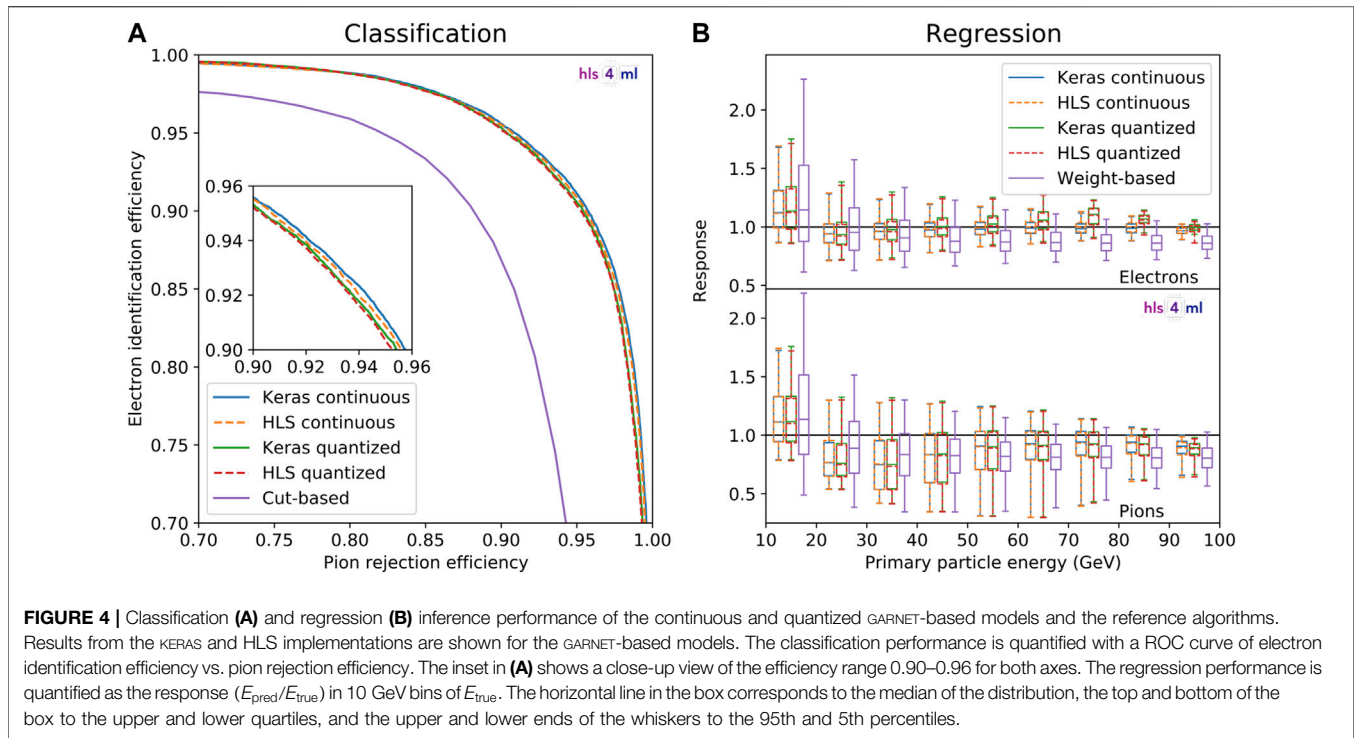 A
Classification
1.00
0.95
0.90
0.85
0.80
0.75
0.70
Electron identification efficiency
hls 4 ml
0.96
0.94
0.92
0.90
0.90 0.92 0.94 0.96
Keras continuous
HLS continuous
Keras quantized
HLS quantized
Cut-based
0.70 0.75 0.80 0.85 0.90 0.95 1.00
Pion rejection efficiency
B
Regression
Keras continuous
HLS continuous
Keras quantized
HLS quantized
Weight-based
2.0
1.5
1.0
0.5
Response
Electrons
hls 4 ml
2.0
1.5
1.0
0.5
Pions
10 20 30 40 50 60 70 80 90 100
Primary particle energy (GeV)
FIGURE 4 | Classification (A) and regression (B) inference performance of the continuous and quantized GARNET-based models and the reference algorithms.
Results from the KERAS and HLS implementations are shown for the GARNET-based models. The classification performance is quantified with a ROC curve of electron
identification efficiency vs. pion rejection efficiency. The inset in (A) shows a close-up view of the efficiency range 0.90–0.96 for both axes. The regression performance is
quantified as the response (Epred/Etrue) in 10 GeV bins of Etrue. The horizontal line in the box corresponds to the median of the distribution, the top and bottom of the
box to the upper and lower quartiles, and the upper and lower ends of the whiskers to the 95th and 5th percentiles.